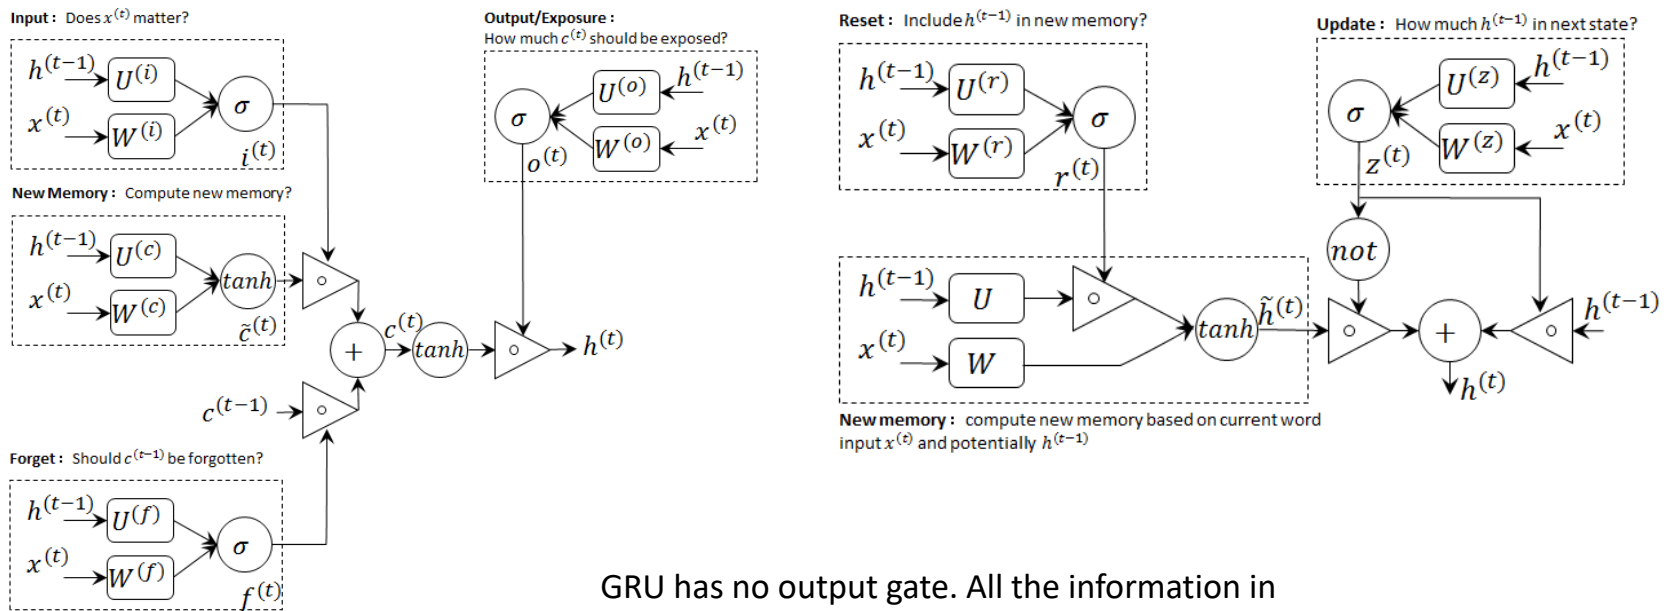 Input : Does x^(t) matter?
h^(t−1)
U^(i)
x^(t)
W^(i)
σ
i^(t)
New Memory : Compute new memory?
h^(t−1)
U^(c)
x^(t)
W^(c)
tanh
c̃^(t)
∘
+
c^(t)
tanh
∘
h^(t)
c^(t−1)
∘
Forget : Should c^(t−1) be forgotten?
h^(t−1)
U^(f)
x^(t)
W^(f)
σ
f^(t)
Output/Exposure :
How much c^(t) should be exposed?
σ
U^(o)
h^(t−1)
W^(o)
x^(t)
o^(t)
Reset : Include h^(t−1) in new memory?
h^(t−1)
U^(r)
x^(t)
W^(r)
σ
r^(t)
h^(t−1)
U
∘
x^(t)
W
tanh
h̃^(t)
New memory : compute new memory based on current word
input x^(t) and potentially h^(t−1)
Update : How much h^(t−1) in next state?
σ
U^(z)
h^(t−1)
W^(z)
x^(t)
z^(t)
not
∘
+
∘
h^(t−1)
h^(t)
GRU has no output gate. All the information in